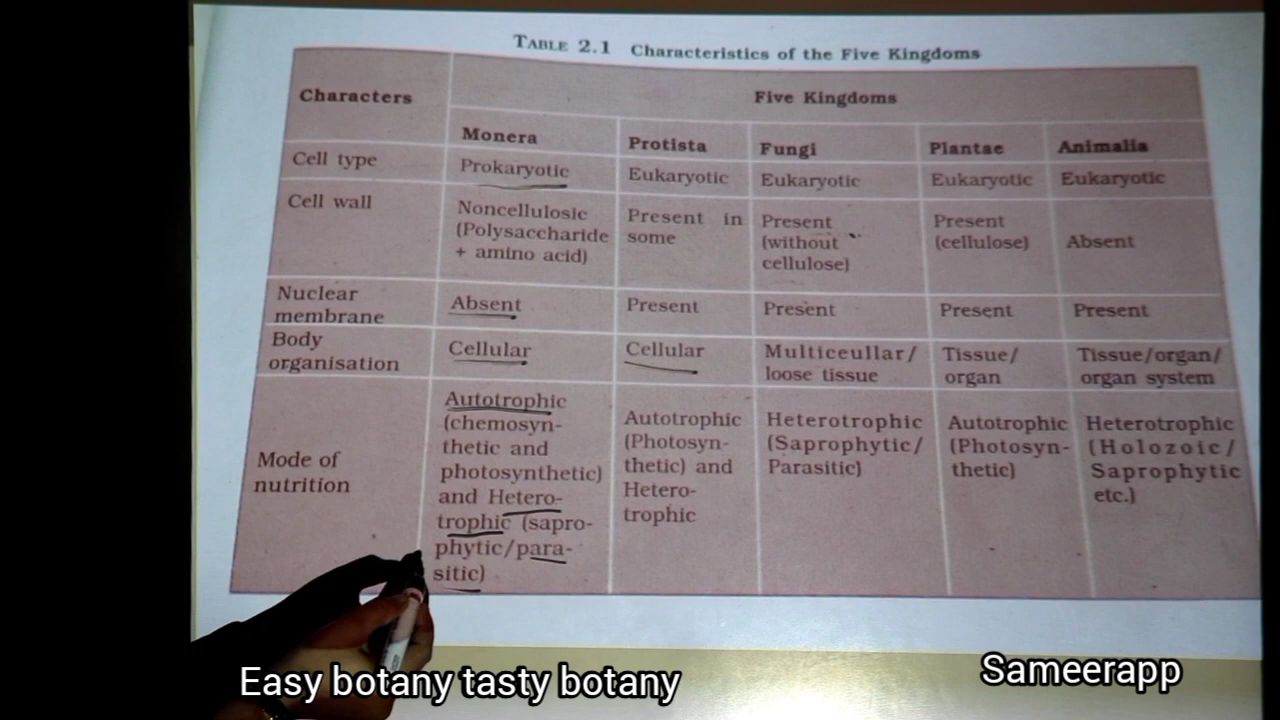 TABLE 2.1 Characteristics of the Five Kingdoms
Characters
Five Kingdoms
Monera
Protista
Fungi
Plantae
Animalia
Cell type
Prokaryotic
Eukaryotic
Eukaryotic
Eukaryotic
Eukaryotic
Cell wall
Noncellulosic
(Polysaccharide
+ amino acid)
Present in
some
Present
(without
cellulose)
Present
(cellulose)
Absent
Nuclear
membrane
Absent
Present
Present
Present
Present
Body
organisation
Cellular
Cellular
Multiceullar/
loose tissue
Tissue/
organ
Tissue/organ/
organ system
Mode of
nutrition
Autotrophic
(chemosyn-
thetic and
photosynthetic)
and Hetero-
trophic (sapro-
phytic/para-
sitic)
Autotrophic
(Photosyn-
thetic) and
Hetero-
trophic
Heterotrophic
(Saprophytic/
Parasitic)
Autotrophic
(Photosyn-
thetic)
Heterotrophic
(Holozoic/
Saprophytic
etc.)
Easy botany tasty botany
Sameerapp